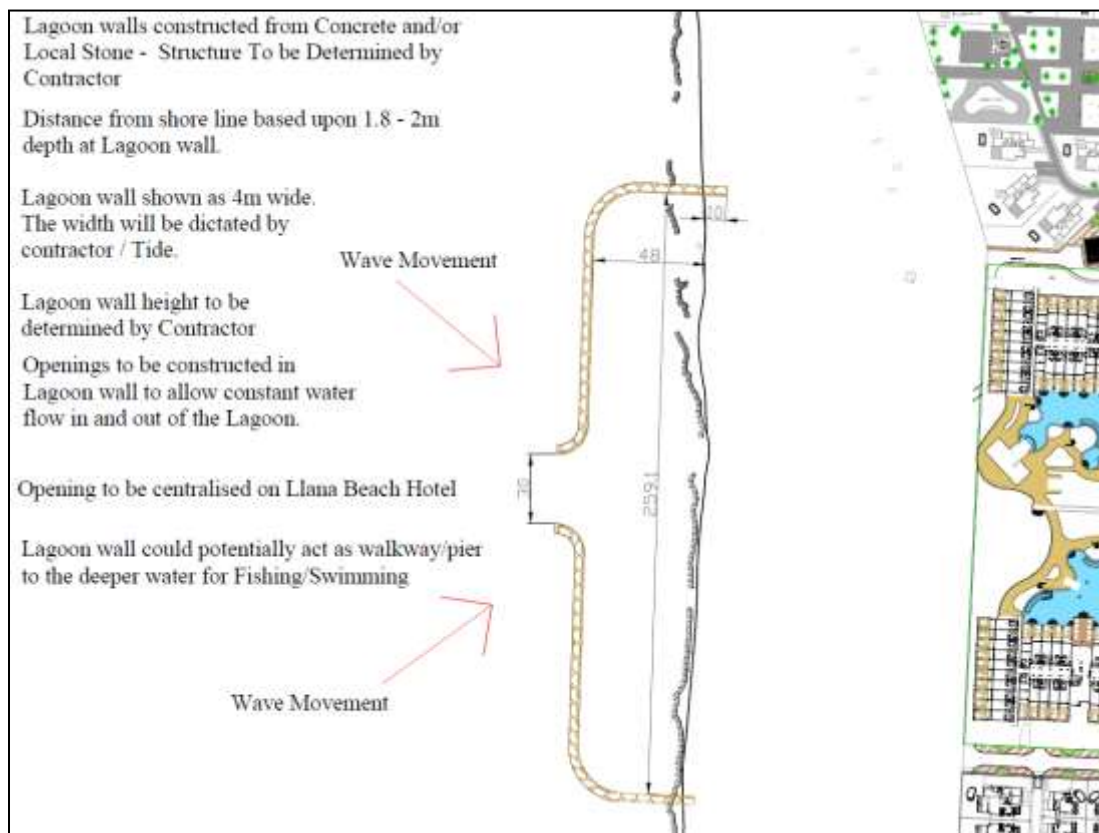 Lagoon walls constructed from Concrete and/or
Local Stone - Structure To be Determined by
Contractor
Distance from shore line based upon 1.8 - 2m
depth at Lagoon wall.
Lagoon wall shown as 4m wide.
The width will be dictated by
contractor / Tide.
Wave Movement
Lagoon wall height to be
determined by Contractor
Openings to be constructed in
Lagoon wall to allow constant water
flow in and out of the Lagoon.
Opening to be centralised on Llana Beach Hotel
Lagoon wall could potentially act as walkway/pier
to the deeper water for Fishing/Swimming
Wave Movement
10
48
30